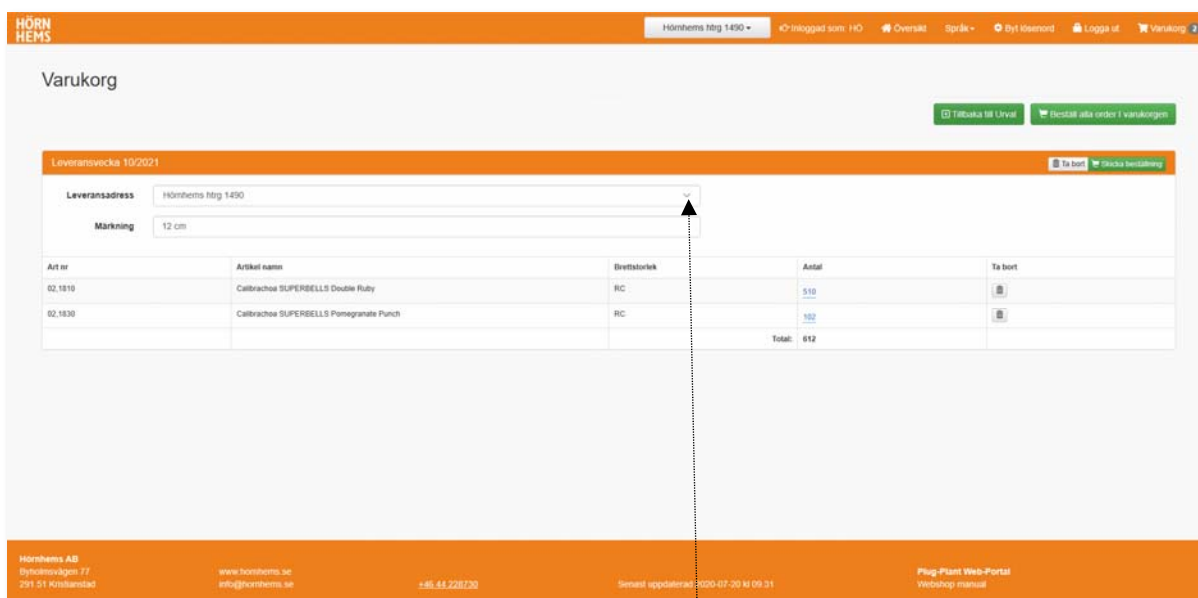 HÖRN
HEMS
Hörnhems htrg 1490
Inloggad som: HÖ
Översikt
Språk
Byt lösenord
Logga ut
Varukorg 2
Varukorg
Tillbaka till Urval
Beställ alla order i varukorgen
Leveransvecka 10/2021
Ta bort
Skicka beställning
Leveransadress
Hörnhems htrg 1490
Märkning
12 cm
Art nr Artikel namn Brettstorlek Antal Ta bort
02,1810 Calibrachoa SUPERBELLS Double Ruby RC 510
02,1830 Calibrachoa SUPERBELLS Pomegranate Punch RC 102
Total: 612
Hörnhems AB
Byholmsvägen 77
291 51 Kristianstad
www.hornhems.se
info@hornhems.se
+46 44 228730
Senast uppdaterad 2020-07-20 kl 09.31
Plug-Plant Web-Portal
Webshop manual